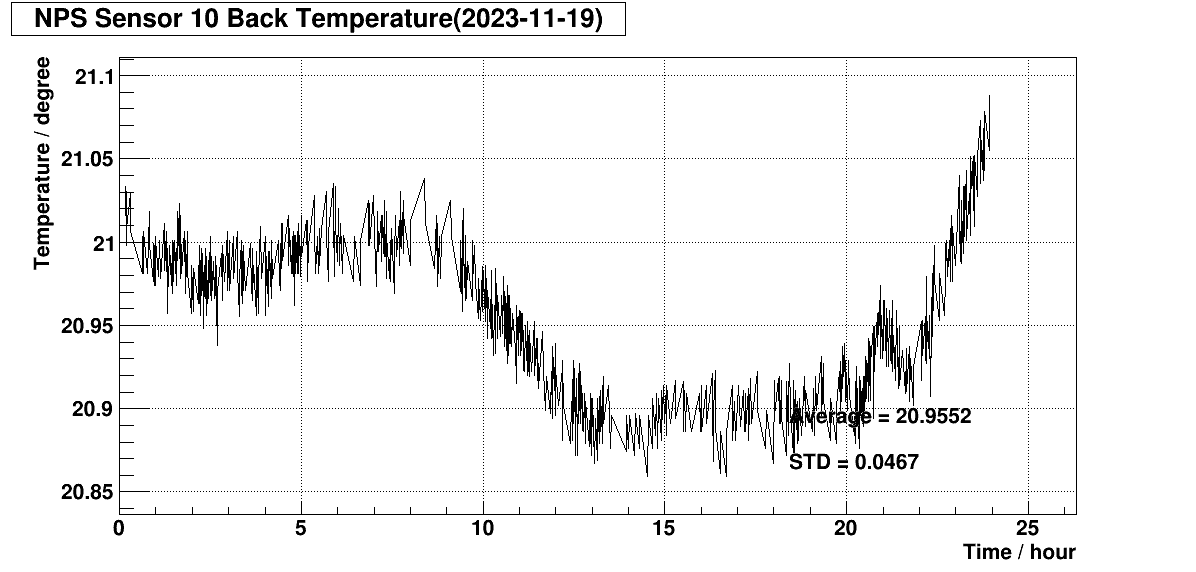 NPS Sensor 10 Back Temperature(2023-11-19)
Temperature / degree
21.1
21.05
21
20.95
20.9
20.85
Average = 20.9552
STD = 0.0467
0 5 10 15 20 25
Time / hour